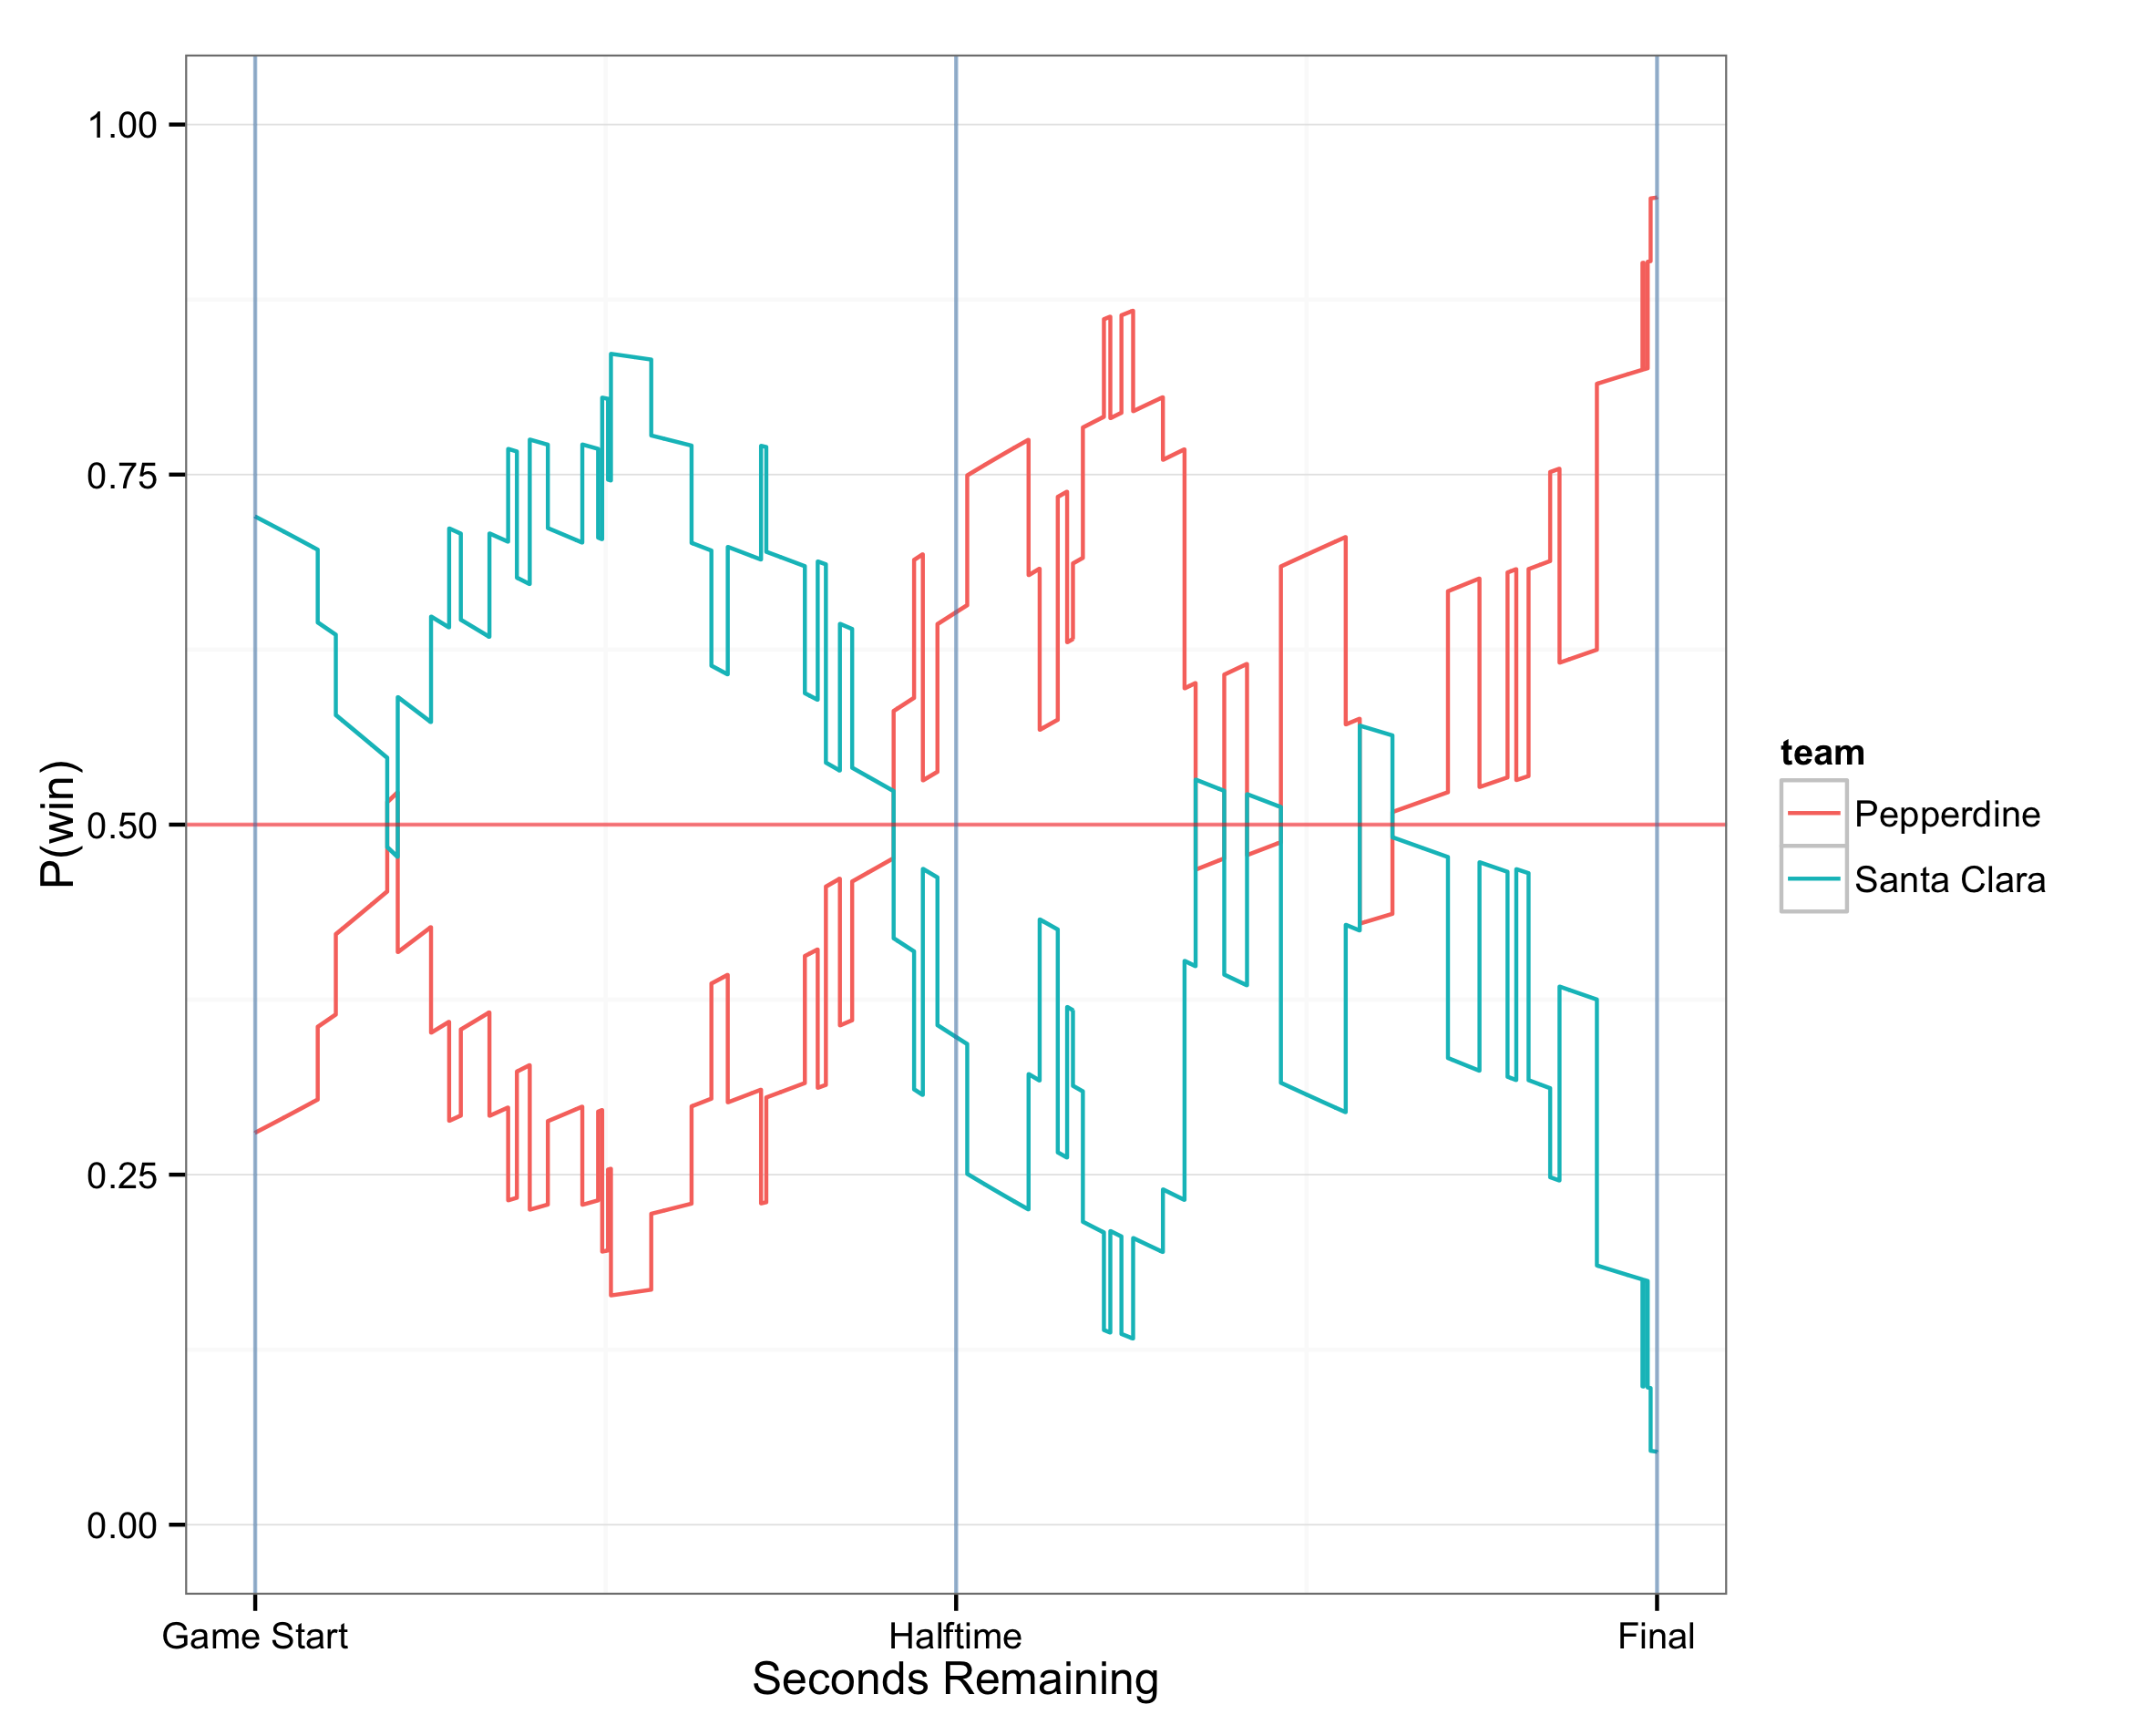 1.00
0.75
0.50
0.25
0.00
P(win)
Game Start
Halftime
Final
Seconds Remaining
team
Pepperdine
Santa Clara